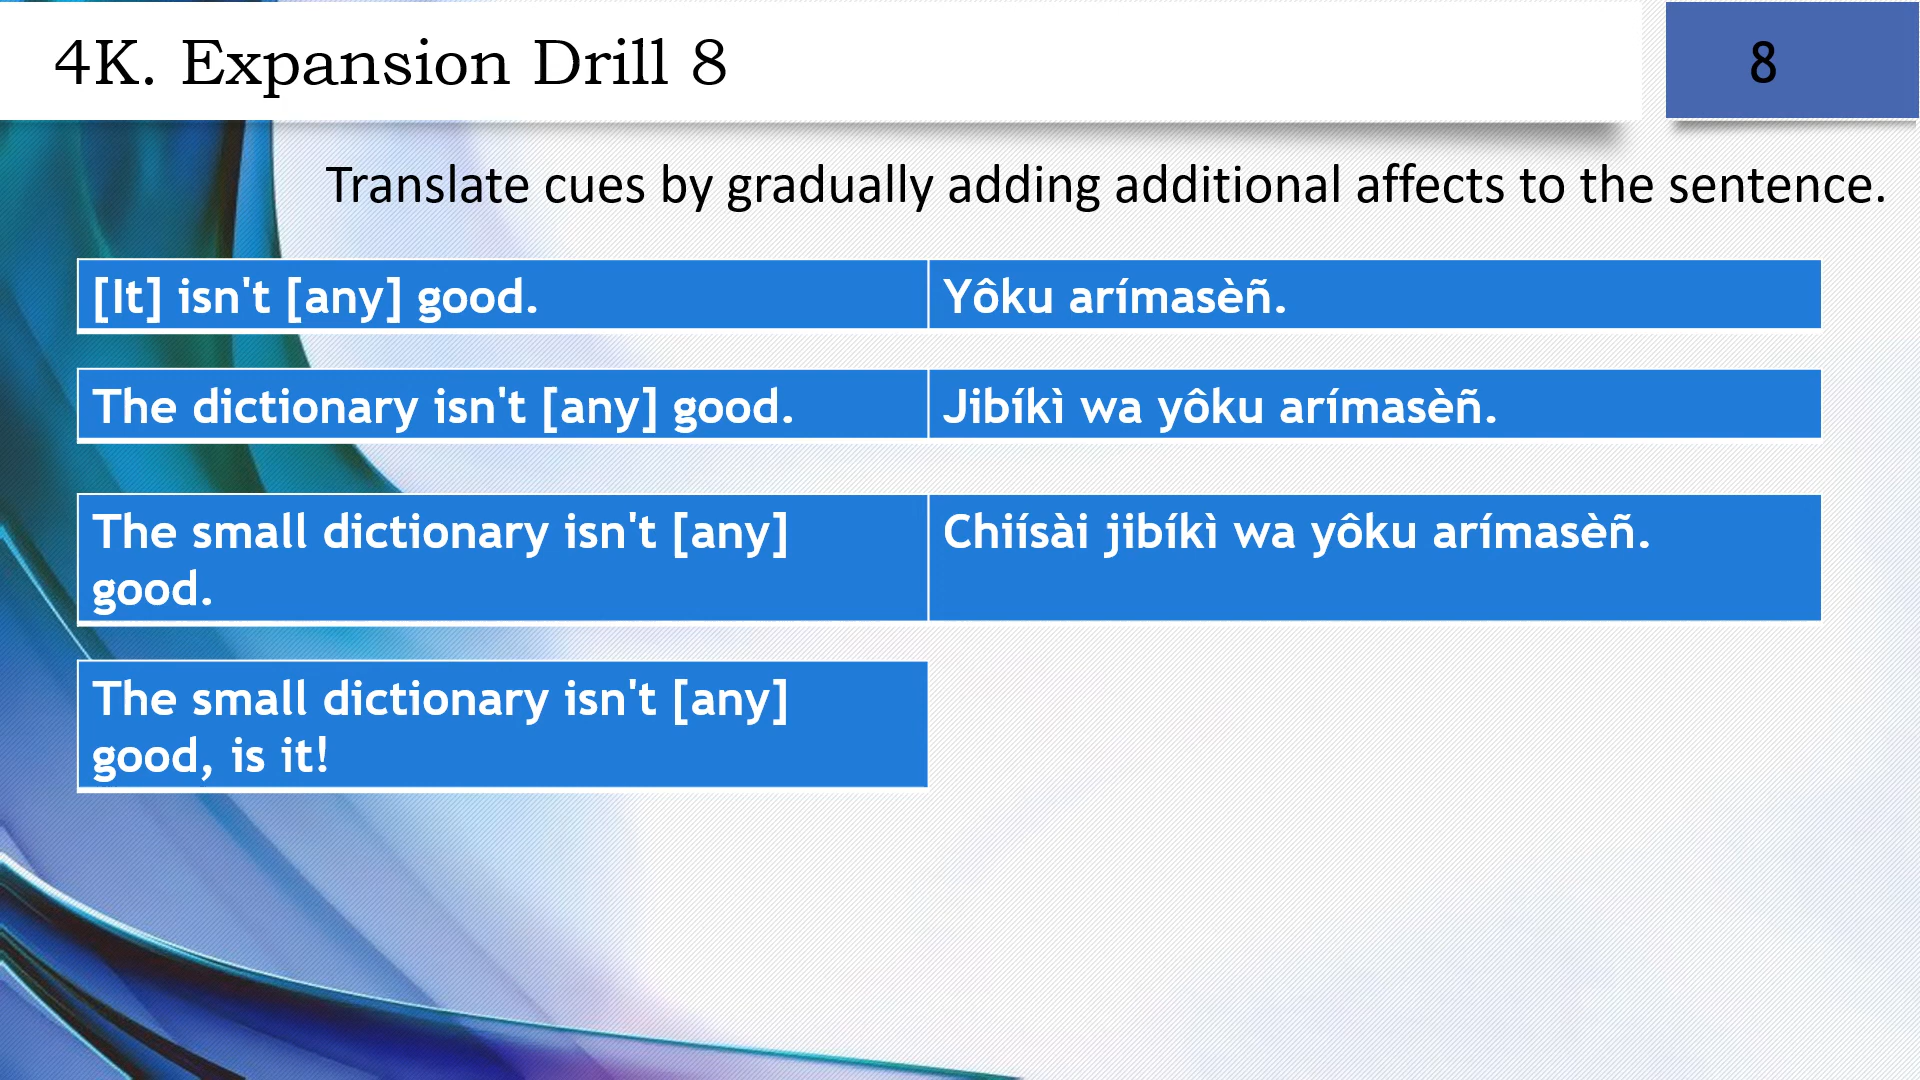 4K. Expansion Drill 8
8
Translate cues by gradually adding additional affects to the sentence.
[It] isn't [any] good.
Yôku arímasèñ.
The dictionary isn't [any] good.
Jibíkì wa yôku arímasèñ.
The small dictionary isn't [any]
good.
Chiísài jibíkì wa yôku arímasèñ.
The small dictionary isn't [any]
good, is it!